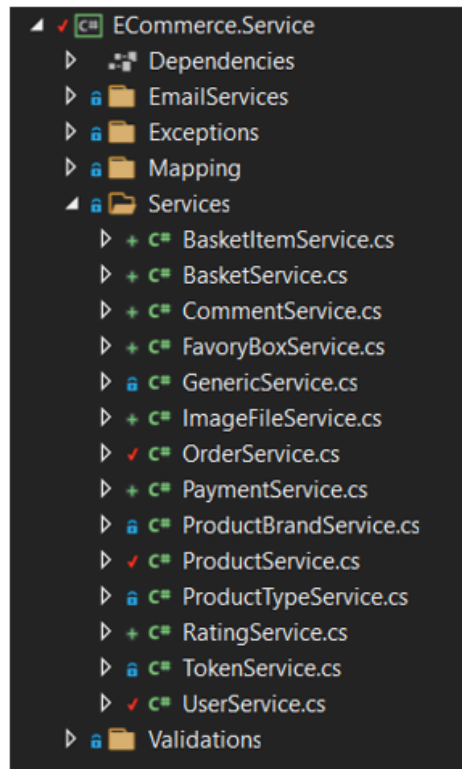 C# ECommerce.Service
Dependencies
EmailServices
Exceptions
Mapping
Services
+ C# BasketItemService.cs
+ C# BasketService.cs
+ C# CommentService.cs
+ C# FavoryBoxService.cs
C# GenericService.cs
+ C# ImageFileService.cs
C# OrderService.cs
+ C# PaymentService.cs
C# ProductBrandService.cs
C# ProductService.cs
C# ProductTypeService.cs
+ C# RatingService.cs
C# TokenService.cs
C# UserService.cs
Validations